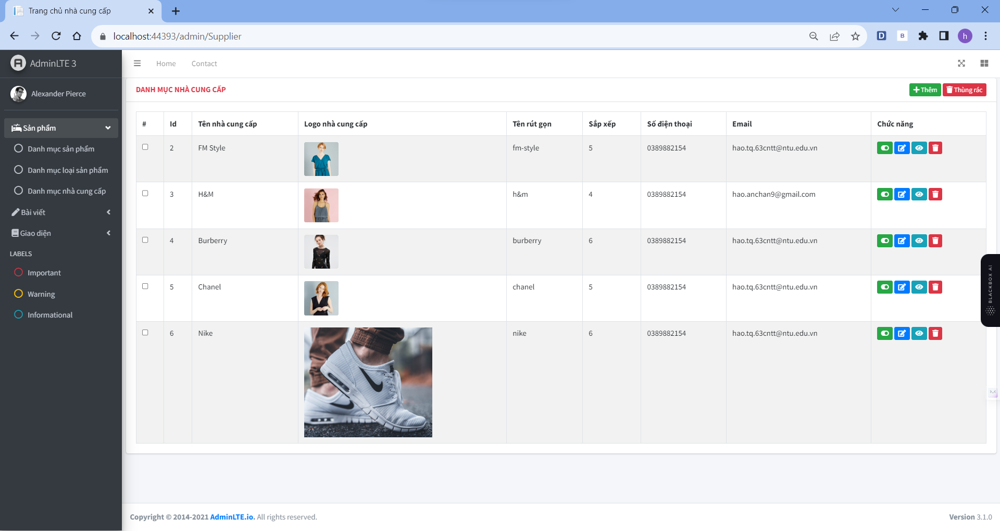 Trang chủ nhà cung cấp
localhost:44393/admin/Supplier
D
B
h
AdminLTE 3
Home
Contact
Alexander Pierce
DANH MỤC NHÀ CUNG CẤP
Thêm
Thùng rác
Sản phẩm
Danh mục sản phẩm
Danh mục loại sản phẩm
Danh mục nhà cung cấp
Bài viết
Giao diện
LABELS
Important
Warning
Informational
# Id Tên nhà cung cấp Logo nhà cung cấp Tên rút gọn Sắp xếp Số điện thoại Email Chức năng
2 FM Style fm-style 5 0389882154 hao.tq.63cntt@ntu.edu.vn
3 H&M h&m 4 0389882154 hao.anchan9@gmail.com
4 Burberry burberry 6 0389882154 hao.tq.63cntt@ntu.edu.vn
5 Chanel chanel 5 0389882154 hao.tq.63cntt@ntu.edu.vn
6 Nike nike 6 0389882154 hao.tq.63cntt@ntu.edu.vn
BLACKBOX AI
Copyright © 2014-2021 AdminLTE.io. All rights reserved.
Version 3.1.0